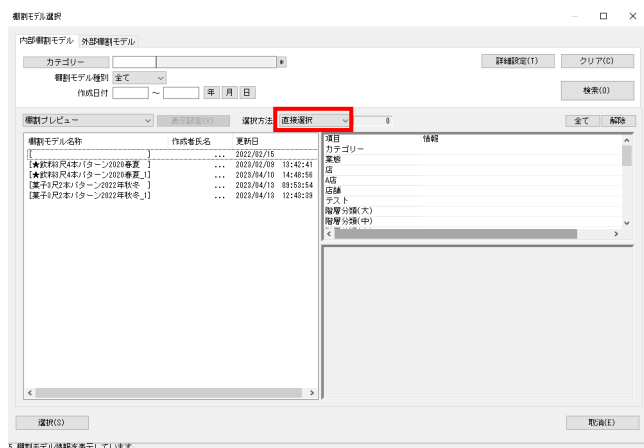 棚割モデル選択
内部棚割モデル 外部棚割モデル
カテゴリー * 詳細設定(T) クリア(C)
棚割モデル種別 全て
作成日付 ～ 年 月 日 検索(O)
棚割プレビュー 表示設定(Y) 選択方法 直接選択 0 全て 解除
棚割モデル名称 作成者氏名 更新日
[ ] ... 2022/02/15
[★飲料3尺4本パターン2020春夏 ] ... 2023/02/09 13:42:41
[★飲料3尺4本パターン2020春夏_1] ... 2023/04/10 14:48:56
[菓子3尺2本パターン2022年秋冬 ] ... 2023/04/13 09:53:54
[菓子3尺2本パターン2022年秋冬_1] ... 2023/04/13 12:43:39
項目 情報
カテゴリー
業態
店
A店
店舗
テスト
階層分類(大)
階層分類(中)
選択(S) 取消(E)
5 棚割モデル情報を表示しています